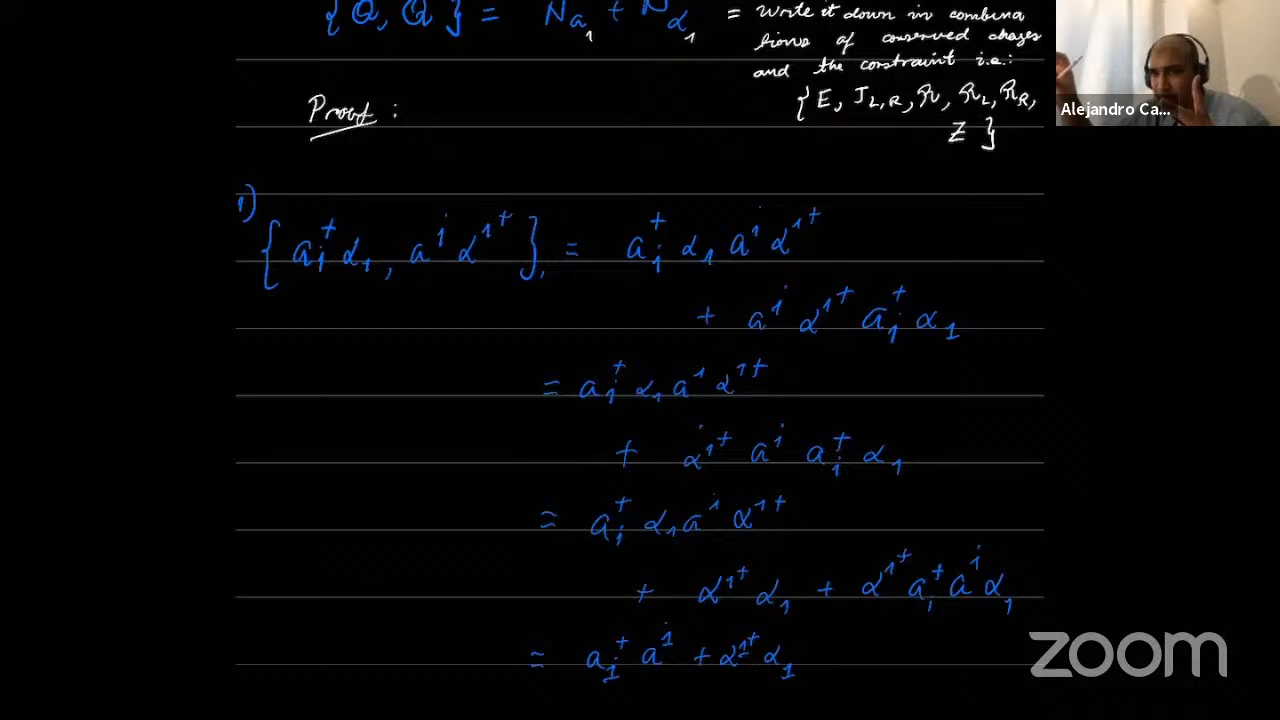 {Q, Q} = N_{a_1} + N_{α_1} = Write it down in combina
tions of conserved charges
and the constraint i.e.:
{E, J_{L,R}, R, R_L, R_R,
Z}
Alejandro Ca...
Proof :
1)
{a_1^† α_1, a^1 α^{1†}} = a_1^† α_1 a^1 α^{1†}
+ a^1 α^{1†} a_1^† α_1
= a_1^† α_1 a^1 α^{1†}
+ α^{1†} a^1 a_1^† α_1
= a_1^† α_1 a^1 α^{1†}
+ α^{1†} α_1 + α^{1†} a_1^† a^1 α_1
= a_1^† a^1 + α^{1†} α_1
zoom